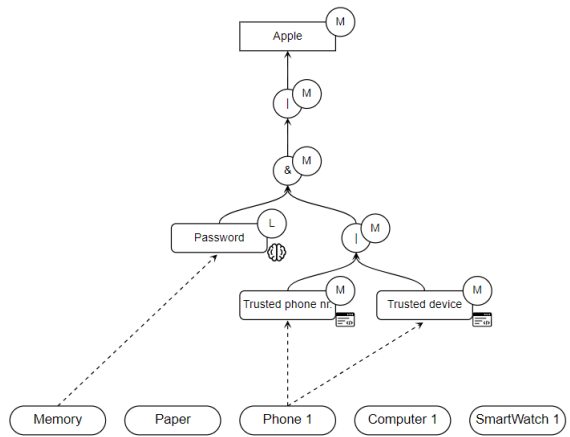 M
Apple
M
|
M
&
L
M
Password
|
M
M
Trusted phone nr.
Trusted device
Memory
Paper
Phone 1
Computer 1
SmartWatch 1